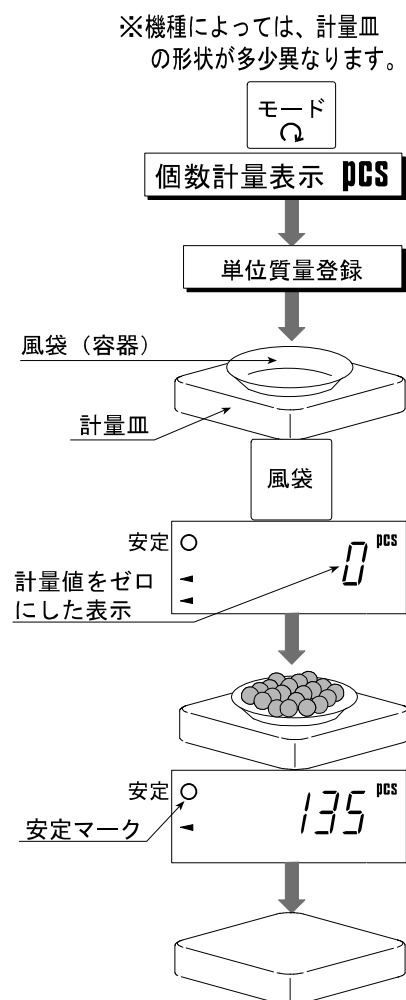 ※機種によっては、計量皿
の形状が多少異なります。
モード
個数計量表示 pcs
単位質量登録
風袋（容器）
計量皿
風袋
安定
0 pcs
計量値をゼロ
にした表示
安定
135 pcs
安定マーク